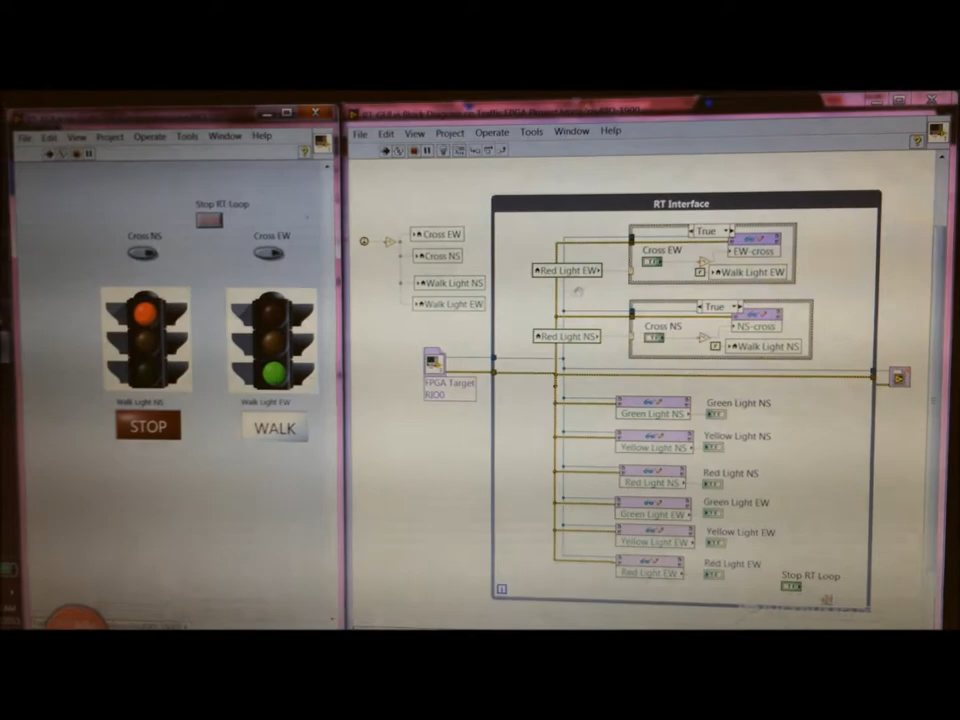 File Edit View Project Operate Tools Window Help
Stop RT Loop
Cross NS
Cross EW
Walk Light NS
Walk Light EW
STOP
WALK
File Edit View Project Operate Tools Window Help
Cross EW
Cross NS
Walk Light NS
Walk Light EW
FPGA Target
RIO0
RT Interface
True
Cross EW
EW-cross
Walk Light EW
Red Light EW
True
Cross NS
NS-cross
Walk Light NS
Red Light NS
Green Light NS
Green Light NS
Yellow Light NS
Yellow Light NS
Red Light NS
Red Light NS
Green Light EW
Green Light EW
Yellow Light EW
Yellow Light EW
Red Light EW
Red Light EW
Stop RT Loop